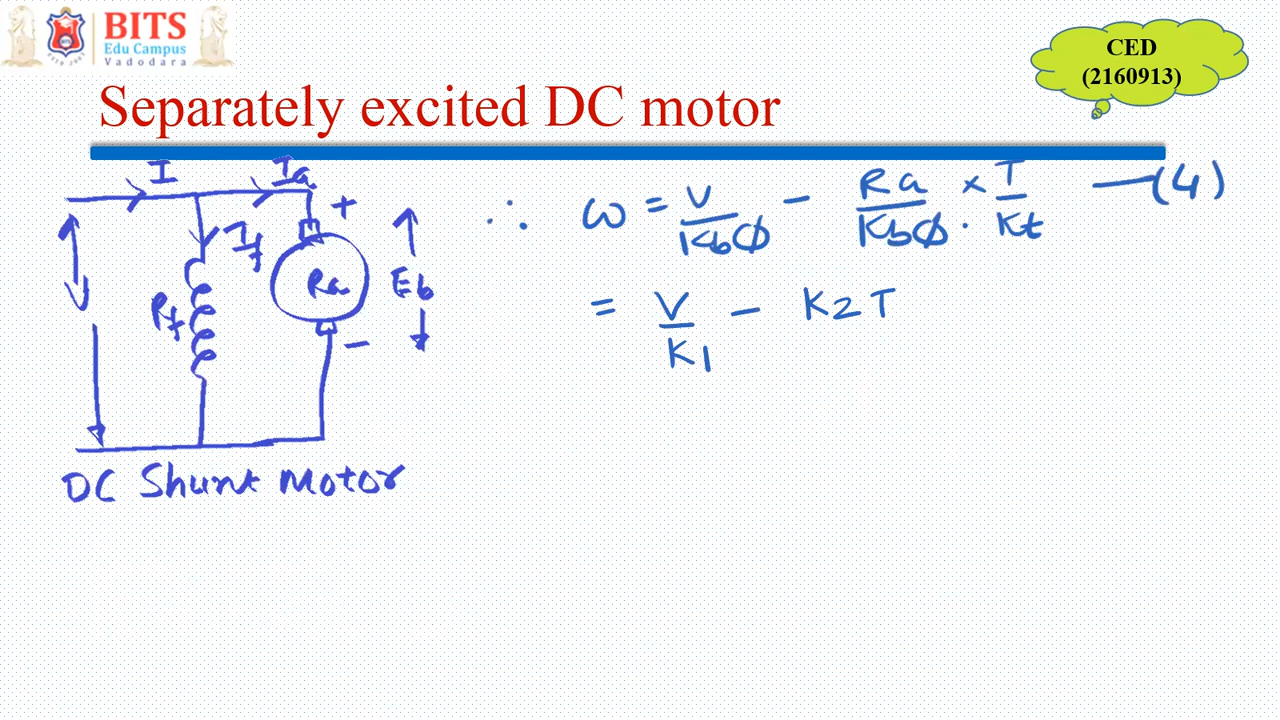 BITS
Edu Campus
Vadodara
CED
(2160913)
Separately excited DC motor
I
Ia
+
If
V
Rf
Ra
Eb
-
DC Shunt Motor
∴ ω = V/Kbφ - Ra/Kbφ. × T/Kt —(4)
= V/K1 - K2T